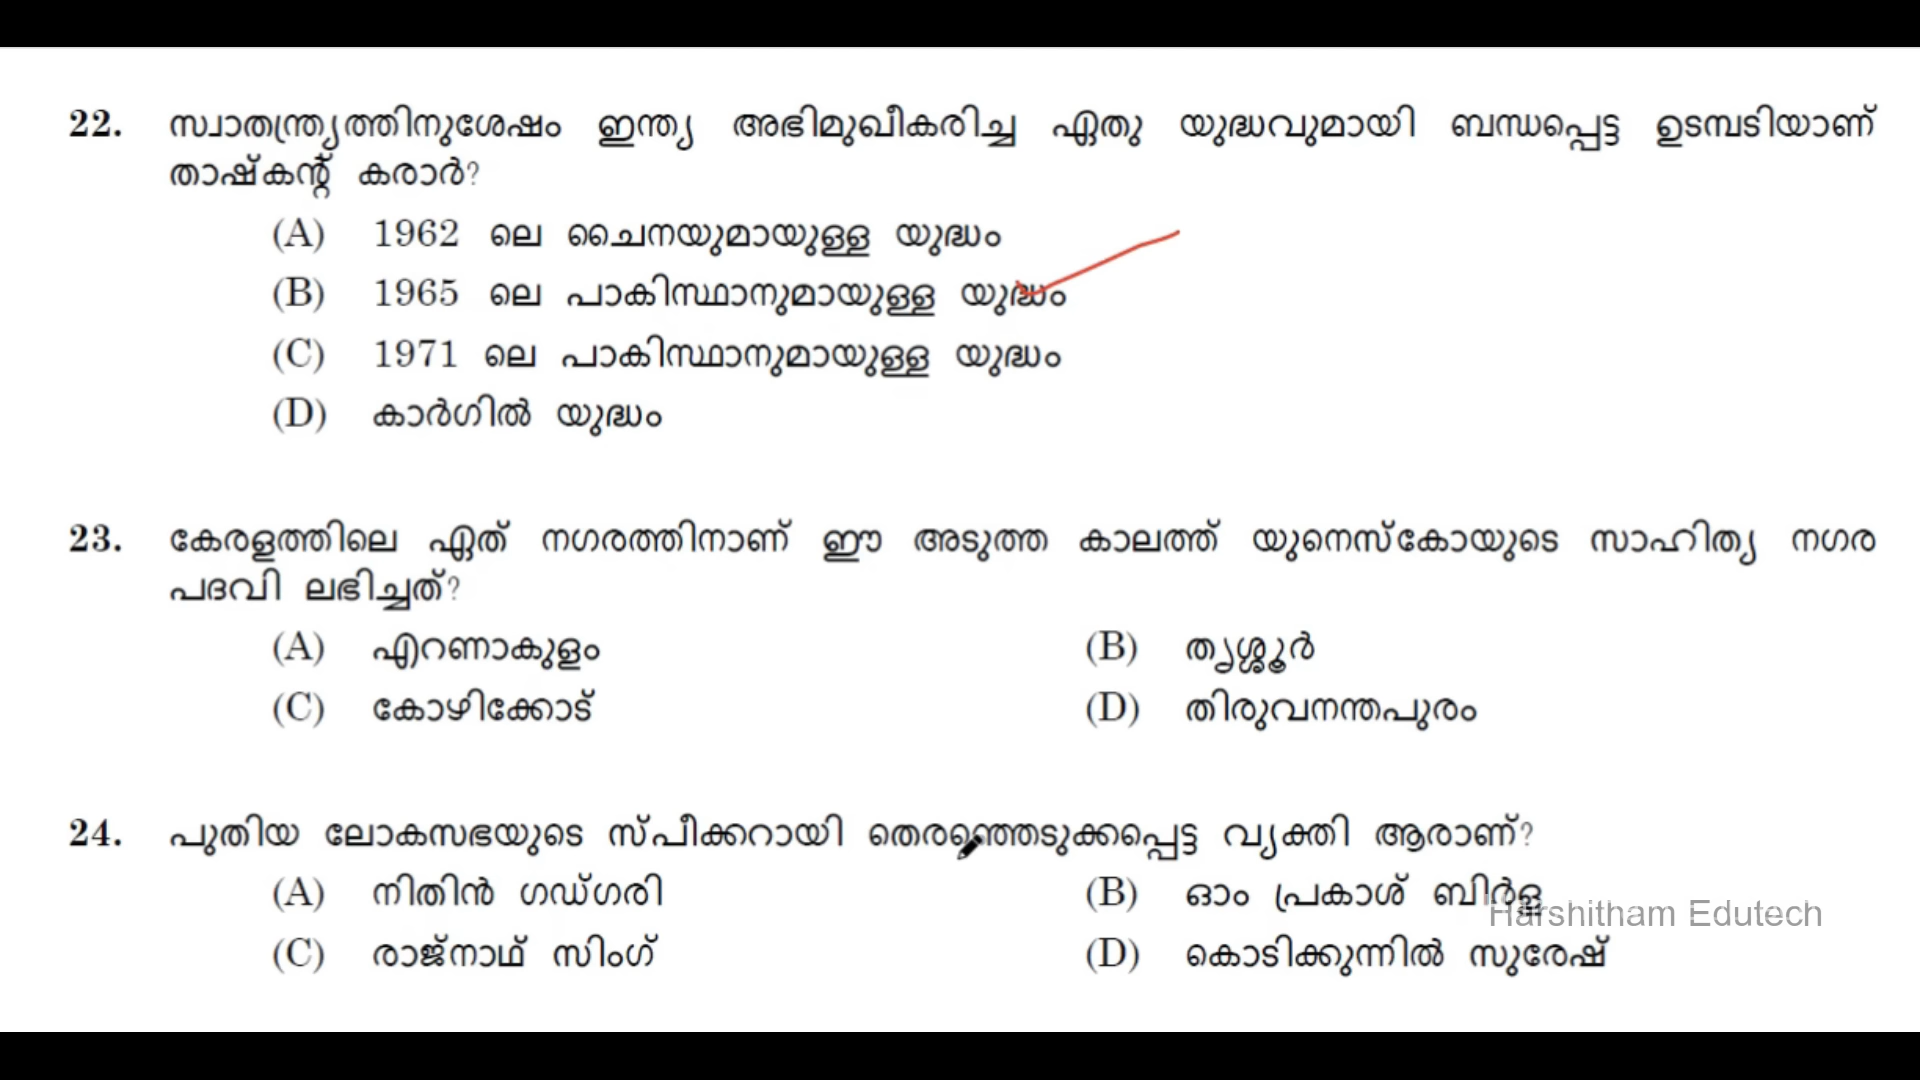 22. സ്വാതന്ത്ര്യത്തിനുശേഷം ഇന്ത്യ അഭിമുഖീകരിച്ച ഏതു യുദ്ധവുമായി ബന്ധപ്പെട്ട ഉടമ്പടിയാണ്
താഷ്കന്റ് കരാർ?
(A) 1962 ലെ ചൈനയുമായുള്ള യുദ്ധം
(B) 1965 ലെ പാകിസ്ഥാനുമായുള്ള യുദ്ധം
(C) 1971 ലെ പാകിസ്ഥാനുമായുള്ള യുദ്ധം
(D) കാർഗിൽ യുദ്ധം
23. കേരളത്തിലെ ഏത് നഗരത്തിനാണ് ഈ അടുത്ത കാലത്ത് യുനെസ്കോയുടെ സാഹിത്യ നഗര
പദവി ലഭിച്ചത്?
(A) എറണാകുളം (B) തൃശ്ശൂർ
(C) കോഴിക്കോട് (D) തിരുവനന്തപുരം
24. പുതിയ ലോകസഭയുടെ സ്പീക്കറായി തെരഞ്ഞെടുക്കപ്പെട്ട വ്യക്തി ആരാണ്?
(A) നിതിൻ ഗഡ്ഗരി (B) ഓം പ്രകാശ് ബിർള
Harshitham Edutech
(C) രാജ്നാഥ് സിംഗ് (D) കൊടിക്കുന്നിൽ സുരേഷ്